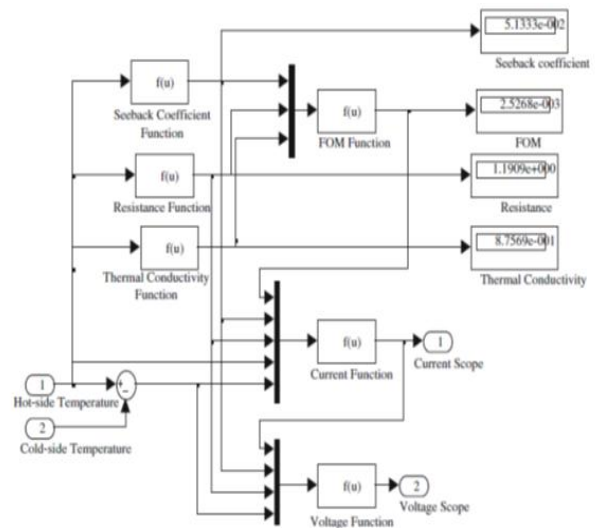 5.1333e-002
Seeback coefficient
f(u)
Seeback Coefficient
Function
f(u)
FOM Function
2.5268e-003
FOM
f(u)
Resistance Function
1.1909e+000
Resistance
f(u)
Thermal Conductivity
Function
8.7569e-001
Thermal Conductivity
f(u)
Current Function
1
Current Scope
1
Hot-side Temperature
+
-
2
Cold-side Temperature
f(u)
Voltage Function
2
Voltage Scope